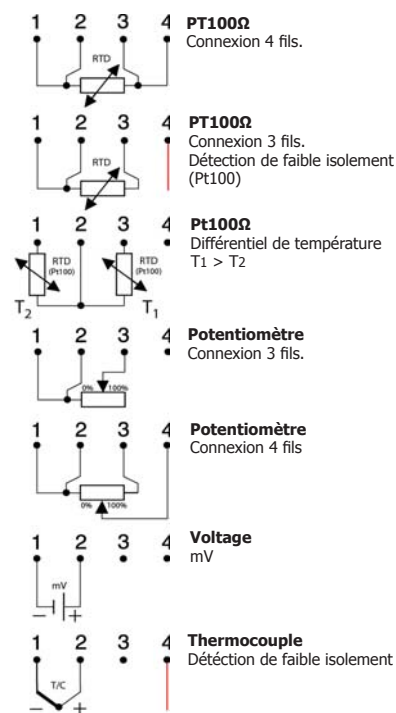 1 2 3 4 PT100Ω
Connexion 4 fils.
RTD
1 2 3 4 PT100Ω
Connexion 3 fils.
Détection de faible isolement
(Pt100)
RTD
1 2 3 4 Pt100Ω
Différentiel de température
T1 > T2
RTD
(Pt100)
RTD
(Pt100)
T2 T1
1 2 3 4 Potentiomètre
Connexion 3 fils.
0% 100%
1 2 3 4 Potentiomètre
Connexion 4 fils
0% 100%
1 2 3 4 Voltage
mV
mV
– +
1 2 3 4 Thermocouple
Détéction de faible isolement
T/C
– +